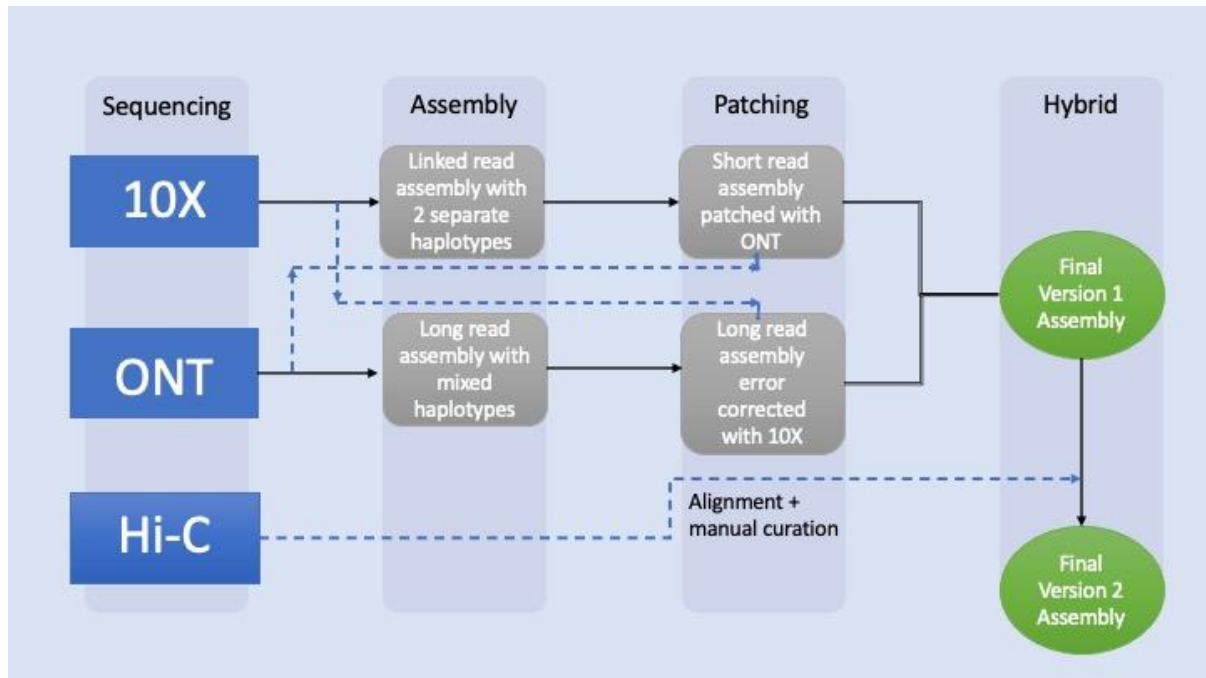 Sequencing
Assembly
Patching
Hybrid
10X
Linked read
assembly with
2 separate
haplotypes
Short read
assembly
patched with
ONT
Final
Version 1
Assembly
ONT
Long read
assembly with
mixed
haplotypes
Long read
assembly
error
corrected
with 10X
Hi-C
Alignment +
manual curation
Final
Version 2
Assembly